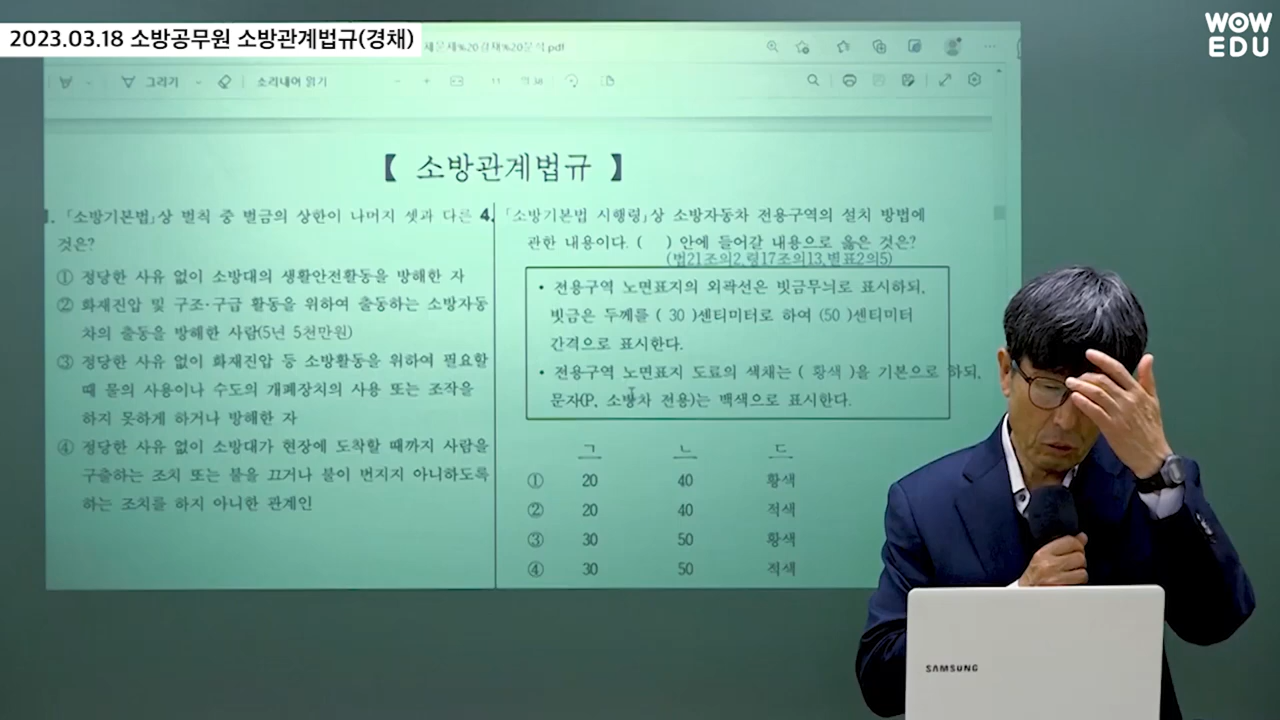 2023.03.18 소방공무원 소방관계법규(경채)
WOW
EDU
그리기
소리내어 읽기
11
【 소방관계법규 】
1. 「소방기본법」상 벌칙 중 벌금의 상한이 나머지 셋과 다른
것은?
① 정당한 사유 없이 소방대의 생활안전활동을 방해한 자
② 화재진압 및 구조·구급 활동을 위하여 출동하는 소방자동
차의 출동을 방해한 사람(5년 5천만원)
③ 정당한 사유 없이 화재진압 등 소방활동을 위하여 필요할
때 물의 사용이나 수도의 개폐장치의 사용 또는 조작을
하지 못하게 하거나 방해한 자
④ 정당한 사유 없이 소방대가 현장에 도착할 때까지 사람을
구출하는 조치 또는 불을 끄거나 불이 번지지 아니하도록
하는 조치를 하지 아니한 관계인
4. 「소방기본법 시행령」상 소방자동차 전용구역의 설치 방법에
관한 내용이다. ( ) 안에 들어갈 내용으로 옳은 것은?
(법21조의2,령17조의13,별표2의5)
• 전용구역 노면표지의 외곽선은 빗금무늬로 표시하되,
빗금은 두께를 ( 30 )센티미터로 하여 (50 )센티미터
간격으로 표시한다.
• 전용구역 노면표지 도료의 색채는 ( 황색 )을 기본으로 하되,
문자(P, 소방차 전용)는 백색으로 표시한다.
ㄱ ㄴ ㄷ
① 20 40 황색
② 20 40 적색
③ 30 50 황색
④ 30 50 적색
SAMSUNG